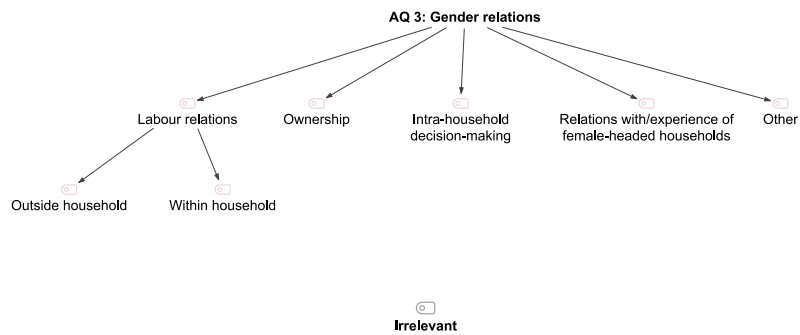 AQ 3: Gender relations
Labour relations
Ownership
Intra-household
decision-making
Relations with/experience of
female-headed households
Other
Outside household
Within household
Irrelevant